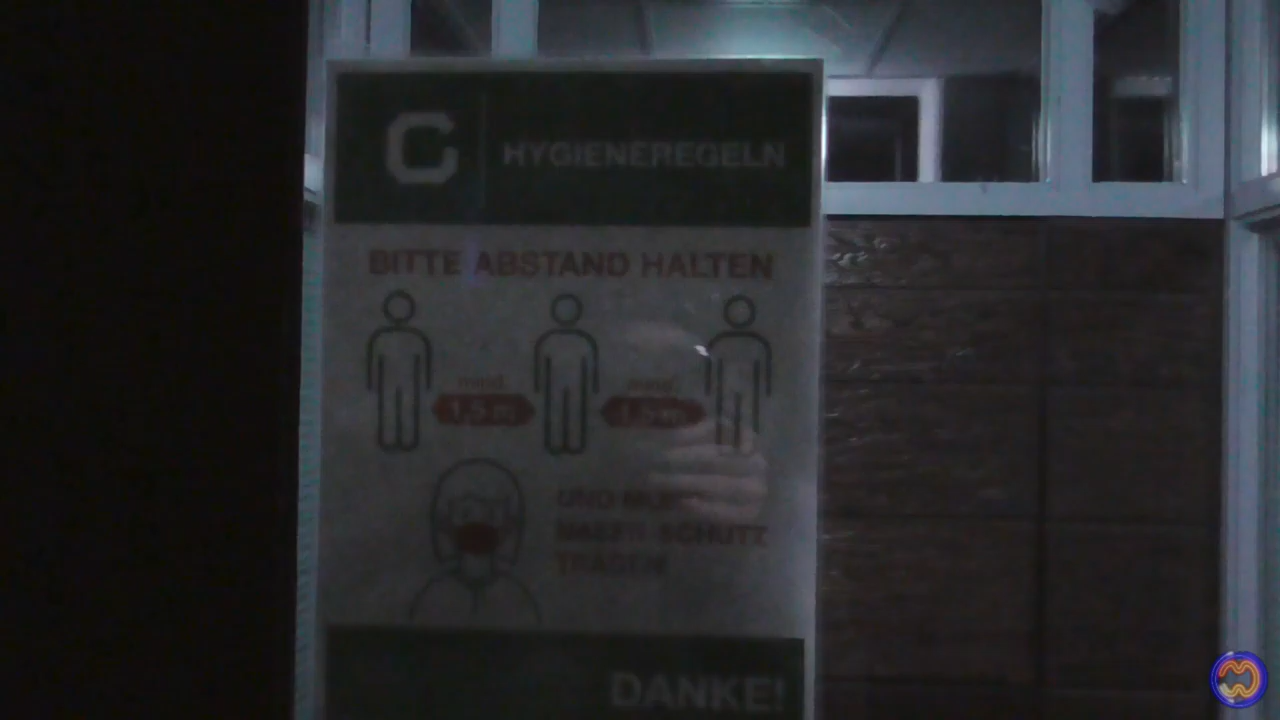 C HYGIENEREGELN
BITTE ABSTAND HALTEN
mind. mind.
1,5 m 1,5 m
UND MUND-
NASEN-SCHUTZ
TRAGEN
DANKE!